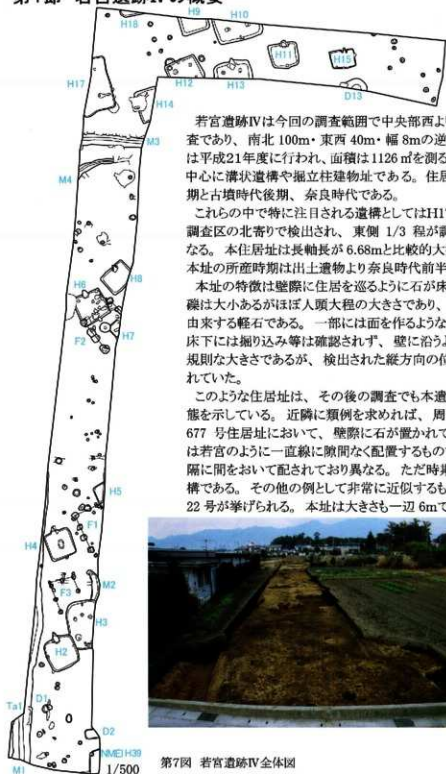 第1節 若宮遺跡Ⅳの概要
H18
H9
H10
H11
H15
H17
H12
H13
D13
H14
M3
M4
H8
H6
F2
H7
H5
F1
H4
M2
F3
H3
H2
Ta1
D1
D2
NMEⅠH39
M1
1/500
若宮遺跡Ⅳは今回の調査範囲で中央部西よ
査であり、南北 100m・東西 40m・幅 8mの逆
は平成21年度に行われ、面積は1126 ㎡を測る
中心に溝状遺構や掘立柱建物址である。住居
期と古墳時代後期、奈良時代である。
これらの中で特に注目される遺構としてはH1
調査区の北寄りで検出され、東側 1/3 程が調
なる。本住居址は長軸長が 6.68mと比較的大
本址の所産時期は出土遺物より奈良時代前半
本址の特徴は壁際に住居を巡るように石が床
礫は大小あるがほぼ人頭大程の大きさであり、
由来する軽石である。一部には面を作るような
床下には掘り込み等は確認されず、壁に沿う
規則な大きさであるが、検出された縦方向の位
れていた。
このような住居址は、その後の調査でも本遺
態を示している。近隣に類例を求めれば、周
677 号住居址において、壁際に石が置かれて
は若宮のように一直線に隙間なく配置するもの
隔に間をおいて配されており異なる。ただ時期
構である。その他の例として非常に近似するも
22 号が挙げられる。本址は大きさも一辺 6mで
第7図 若宮遺跡Ⅳ全体図